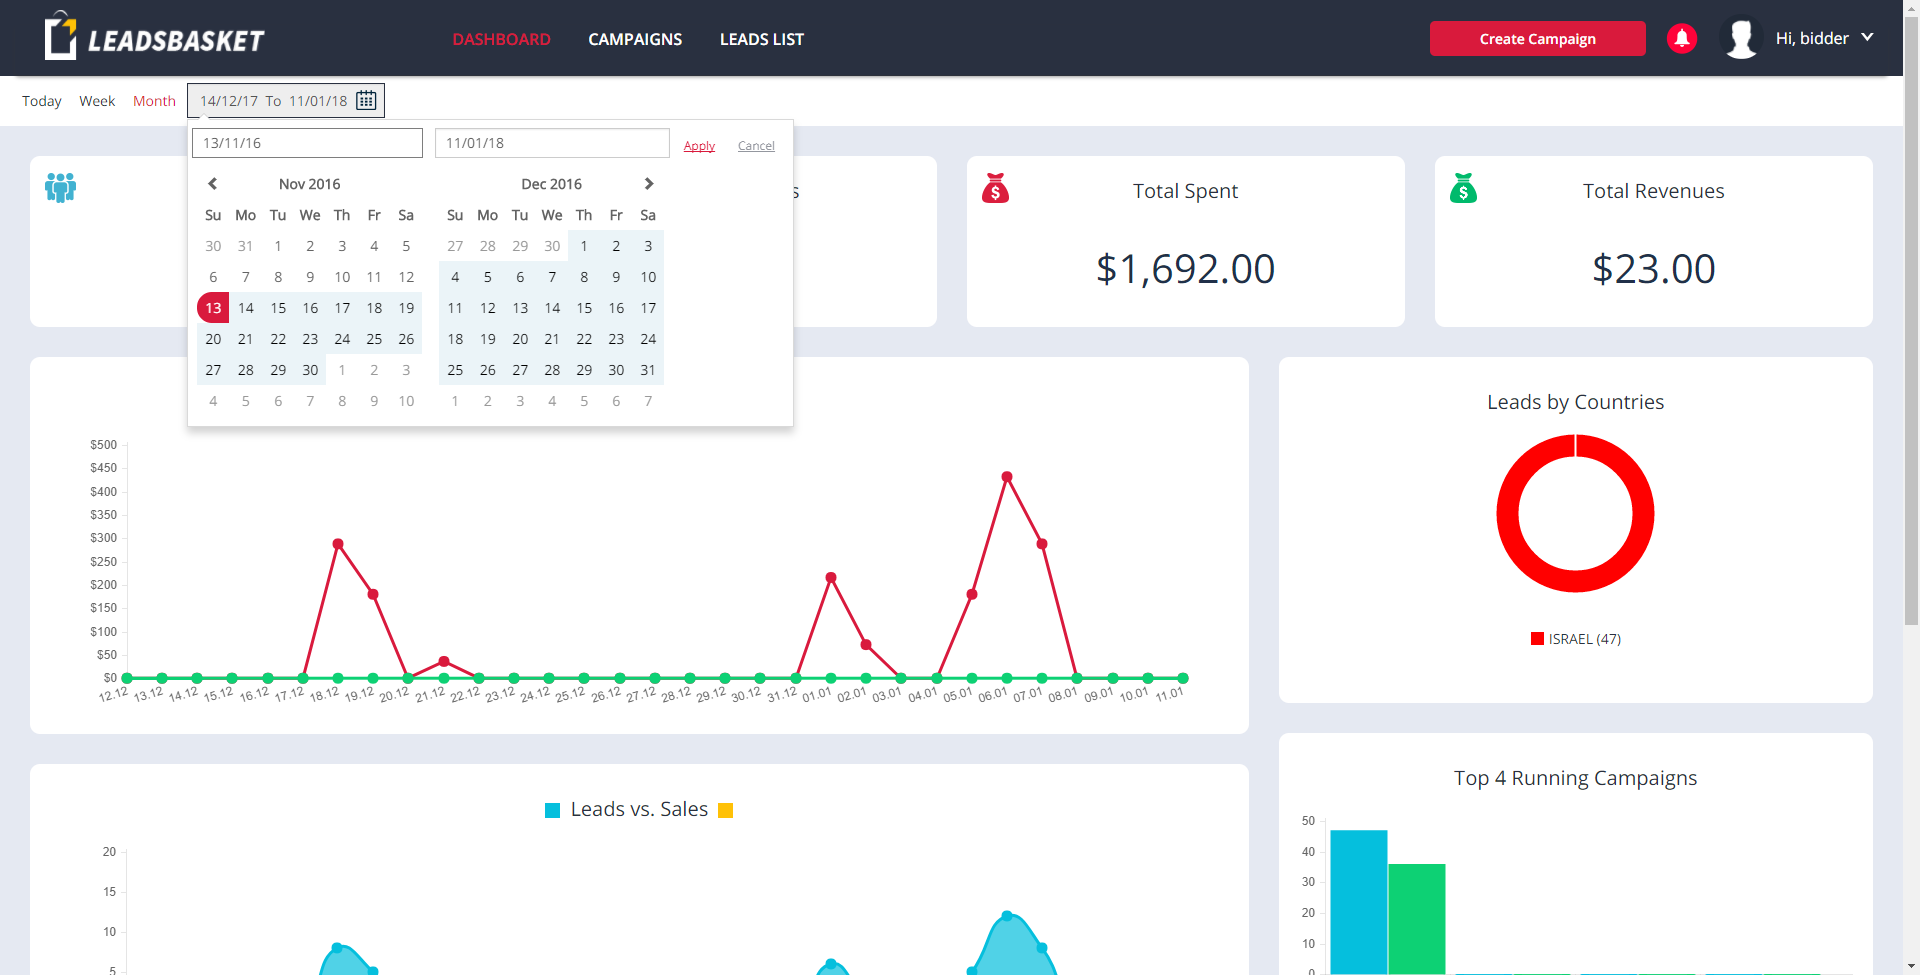 LEADSBASKET
DASHBOARD CAMPAIGNS LEADS LIST
Create Campaign
Hi, bidder
Today Week Month 14/12/17 To 11/01/18
13/11/16 11/01/18 Apply Cancel
Nov 2016
Su Mo Tu We Th Fr Sa
30 31 1 2 3 4 5
6 7 8 9 10 11 12
13 14 15 16 17 18 19
20 21 22 23 24 25 26
27 28 29 30 1 2 3
4 5 6 7 8 9 10
Dec 2016
Su Mo Tu We Th Fr Sa
27 28 29 30 1 2 3
4 5 6 7 8 9 10
11 12 13 14 15 16 17
18 19 20 21 22 23 24
25 26 27 28 29 30 31
1 2 3 4 5 6 7
s
Total Spent
$1,692.00
Total Revenues
$23.00
$500
$450
$400
$350
$300
$250
$200
$150
$100
$50
$0
12.12 13.12 14.12 15.12 16.12 17.12 18.12 19.12 20.12 21.12 22.12 23.12 24.12 25.12 26.12 27.12 28.12 29.12 30.12 31.12 01.01 02.01 03.01 04.01 05.01 06.01 07.01 08.01 09.01 10.01 11.01
Leads by Countries
ISRAEL (47)
Leads vs. Sales
20
15
10
5
Top 4 Running Campaigns
50
40
30
20
10
0